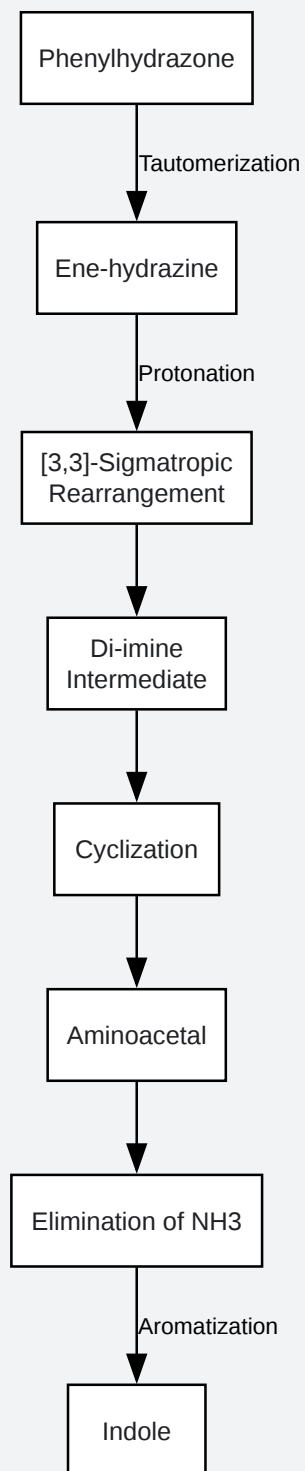 Phenylhydrazone
Tautomerization
Ene-hydrazine
Protonation
[3,3]-Sigmatropic
Rearrangement
Di-imine
Intermediate
Cyclization
Aminoacetal
Elimination of NH3
Aromatization
Indole